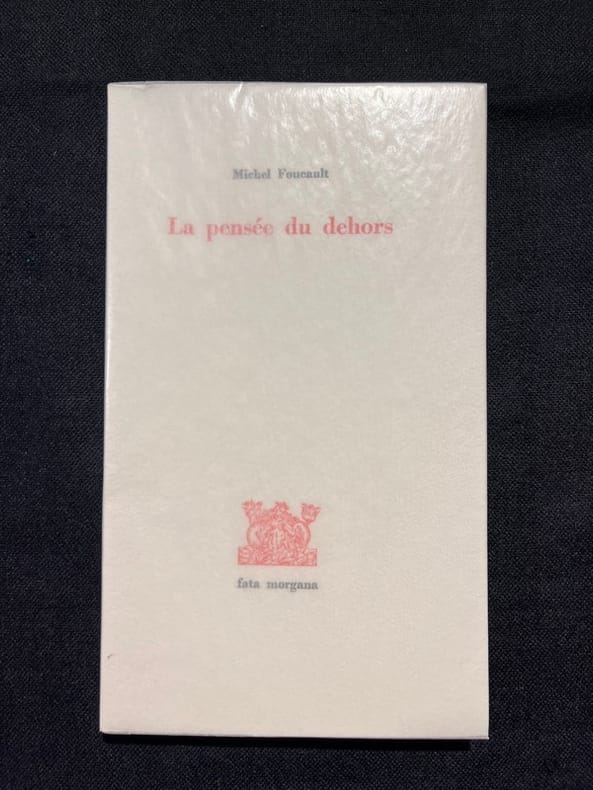 Michel Foucault
La pensée du dehors
fata morgana